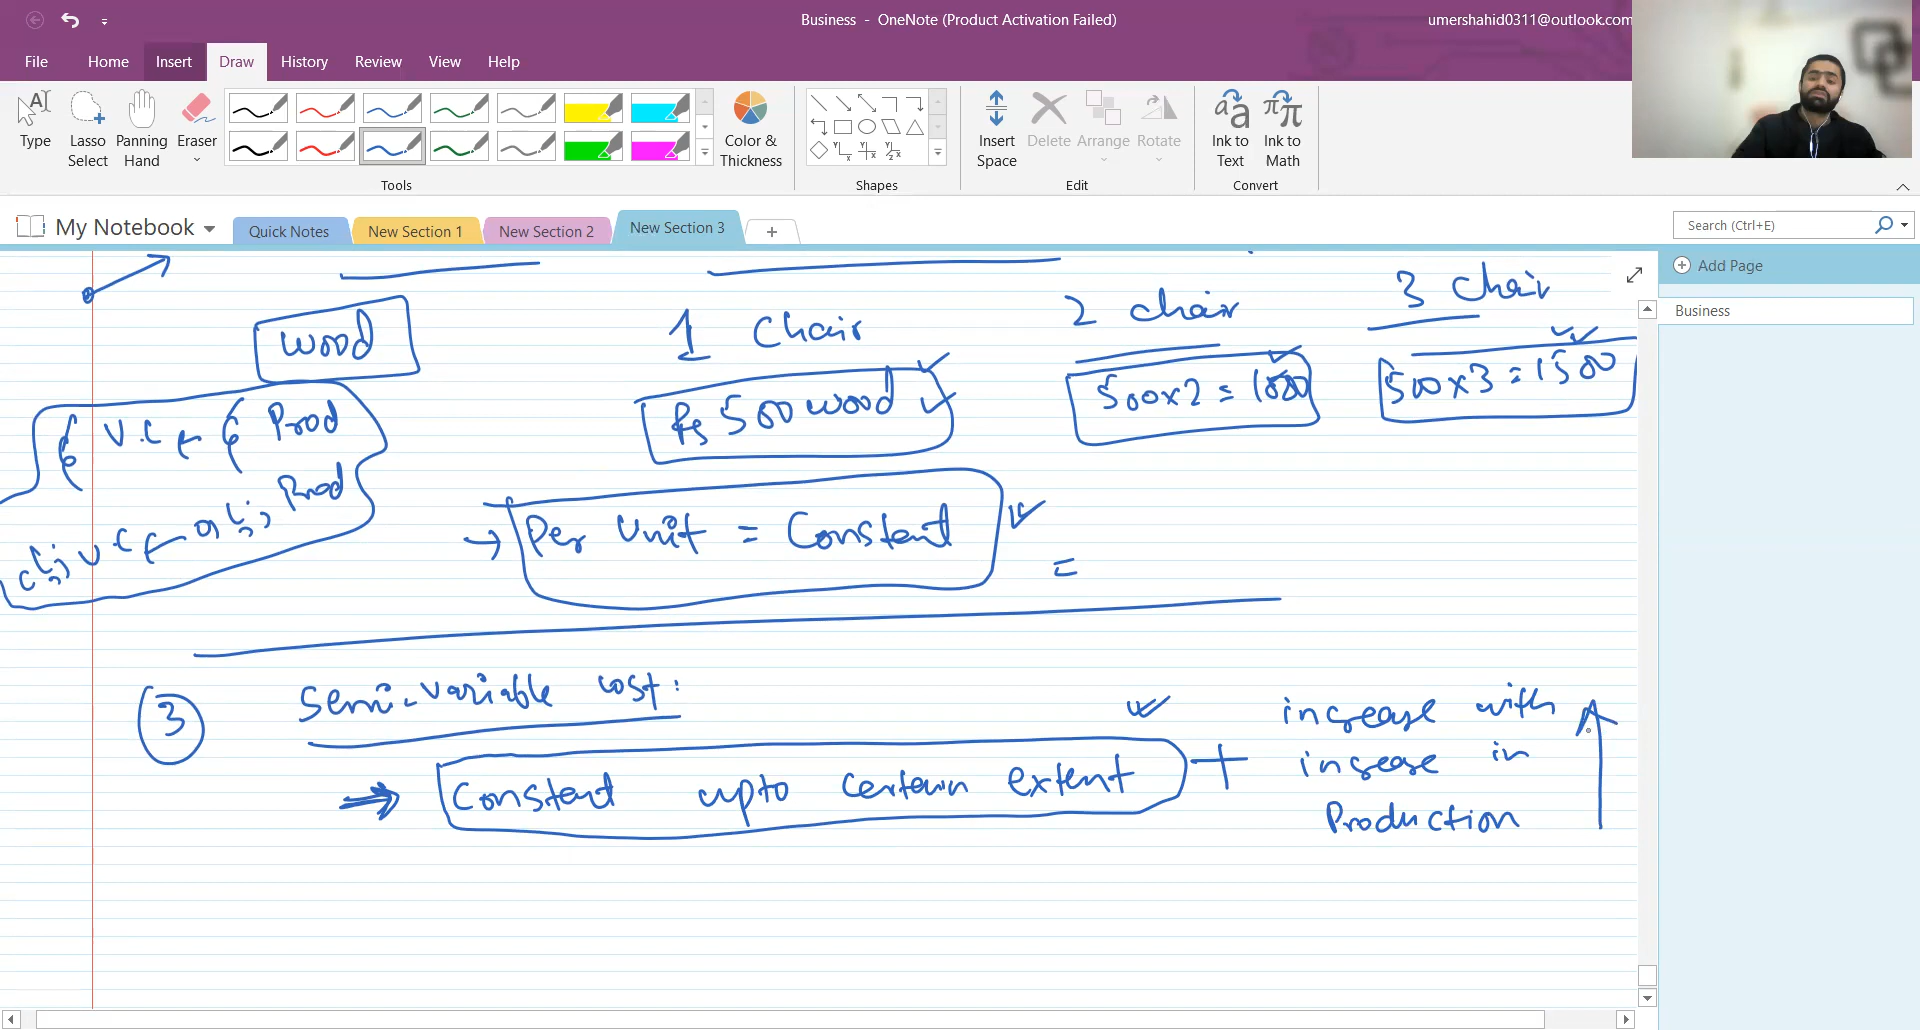 Business - OneNote (Product Activation Failed)
umershahid0311@outlook.com
File Home Insert Draw History Review View Help
Type
Lasso Select
Panning Hand
Eraser
Color & Thickness
Insert Space
Delete
Arrange
Rotate
Ink to Text
Ink to Math
Tools
Shapes
Edit
Convert
My Notebook
Quick Notes
New Section 1
New Section 2
New Section 3
Search (Ctrl+E)
Add Page
Business
wood
1 Chair
2 chair
3 chair
Rs 500 wood
500x2 = 1000
500x3 = 1500
V.C ← Prod
V.C ← Prod
→ Per Unit = Constant
=
3
Semi-variable cost:
Constant upto certain extent +
increase with
increase in
Production